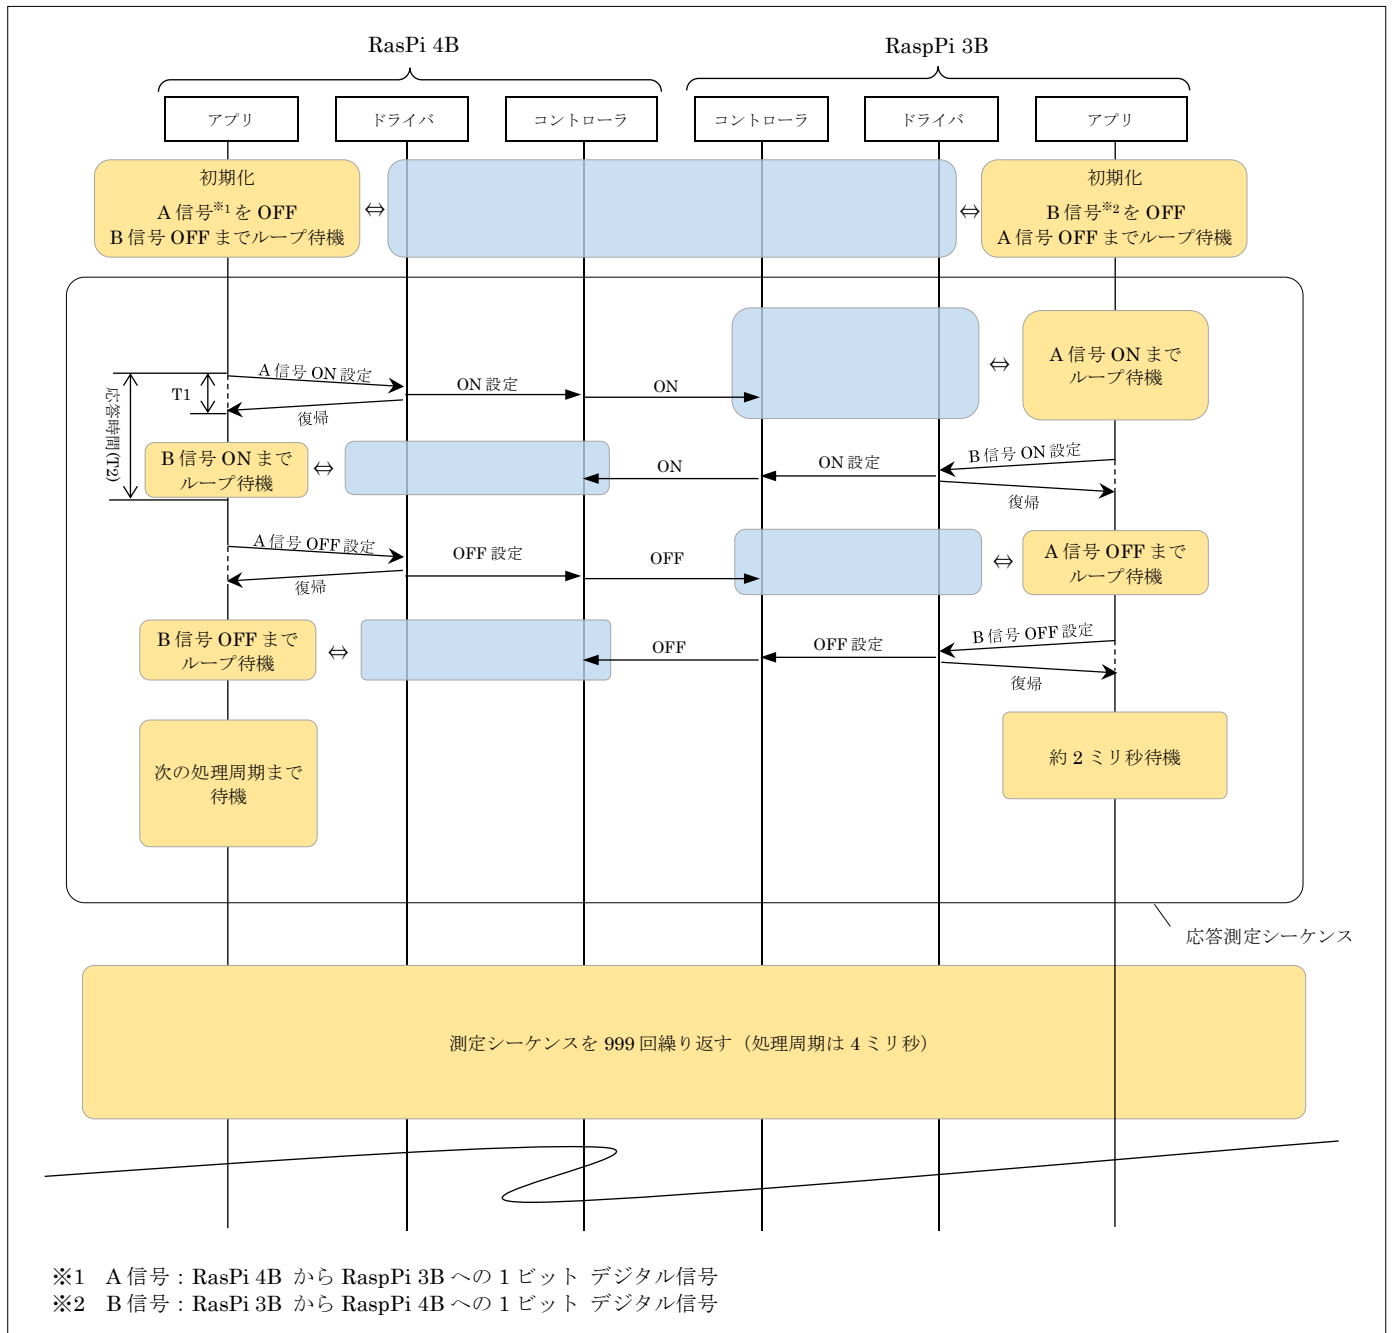 RasPi 4B
RaspPi 3B
アプリ
ドライバ
コントローラ
コントローラ
ドライバ
アプリ
初期化
A 信号※1 を OFF
B 信号 OFF までループ待機
⇔
⇔
初期化
B 信号※2 を OFF
A 信号 OFF までループ待機
A 信号 ON まで
ループ待機
⇔
A 信号 ON 設定
ON 設定
ON
T1
復帰
応答時間(T2)
B 信号 ON まで
ループ待機
⇔
ON
ON 設定
B 信号 ON 設定
復帰
A 信号 OFF 設定
OFF 設定
OFF
復帰
⇔
A 信号 OFF まで
ループ待機
B 信号 OFF まで
ループ待機
⇔
OFF
OFF 設定
B 信号 OFF 設定
復帰
次の処理周期まで
待機
約 2 ミリ秒待機
応答測定シーケンス
測定シーケンスを 999 回繰り返す（処理周期は 4 ミリ秒）
※1 A 信号：RasPi 4B から RaspPi 3B への 1 ビット デジタル信号
※2 B 信号：RasPi 3B から RaspPi 4B への 1 ビット デジタル信号